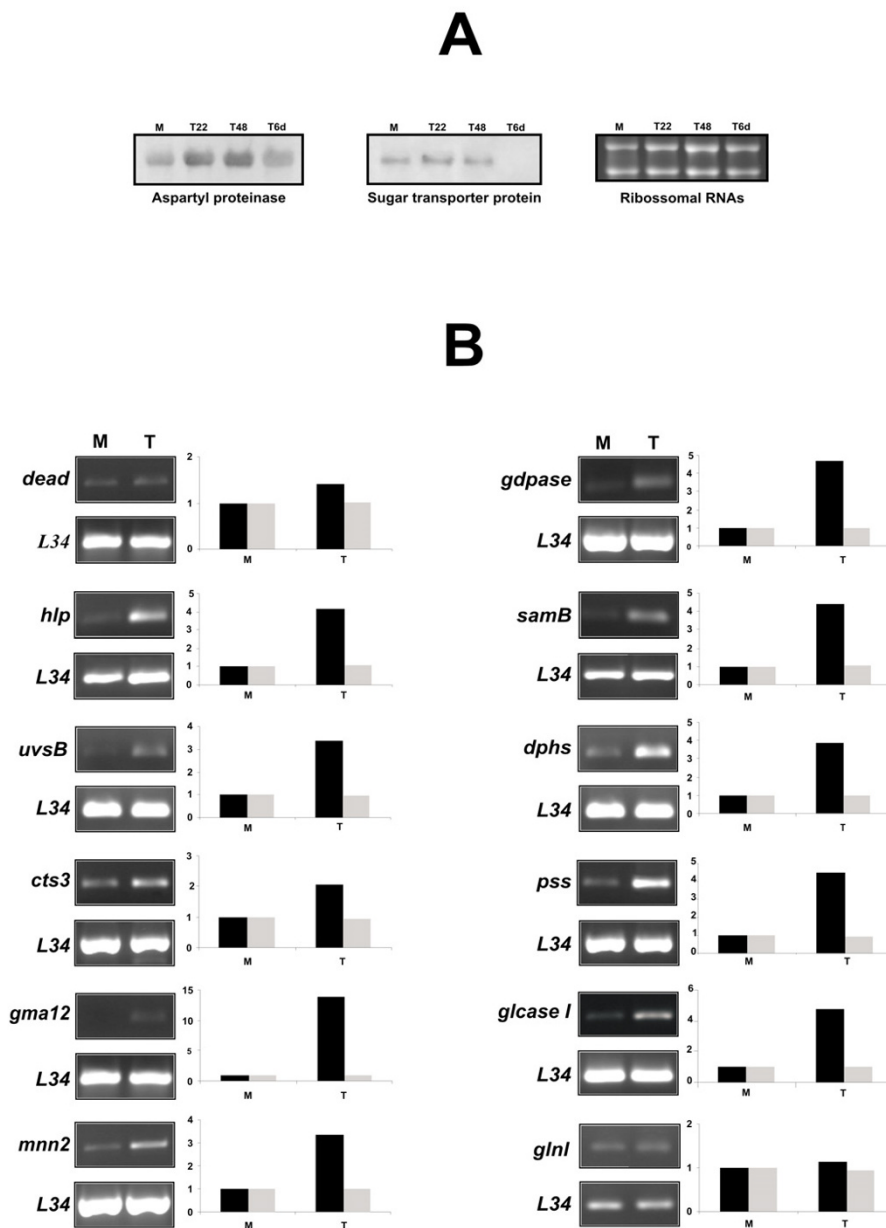 A
M T22 T48 T6d
Aspartyl proteinase
M T22 T48 T6d
Sugar transporter protein
M T22 T48 T6d
Ribossomal RNAs
B
M T
dead
L34
2
1
0
M T
hlp
L34
5
4
3
2
1
0
M T
uvsB
L34
4
3
2
1
0
M T
cts3
L34
3
2
1
0
M T
gma12
L34
15
10
5
0
M T
mnn2
L34
4
3
2
1
0
M T
M T
gdpase
L34
5
4
3
2
1
0
M T
samB
L34
5
4
3
2
1
0
M T
dphs
L34
5
4
3
2
1
0
M T
pss
L34
5
4
3
2
1
0
M T
glcase I
L34
6
4
2
0
M T
glnI
L34
2
1
0
M T